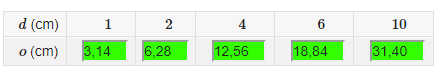 d (cm) 1 2 4 6 10
o (cm) 3,14 6,28 12,56 18,84 31,40